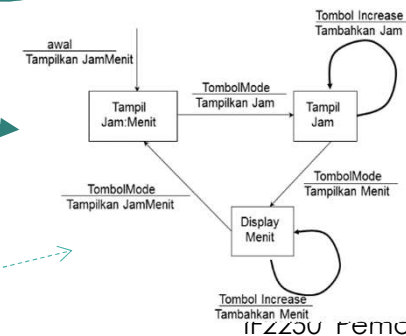 Tombol Increase
Tambahkan Jam
awal
Tampilkan JamMenit
TombolMode
Tampilkan Jam
Tampil
Jam:Menit
Tampil
Jam
TombolMode
Tampilkan Menit
TombolMode
Tampilkan JamMenit
Display
Menit
Tombol Increase
Tambahkan Menit